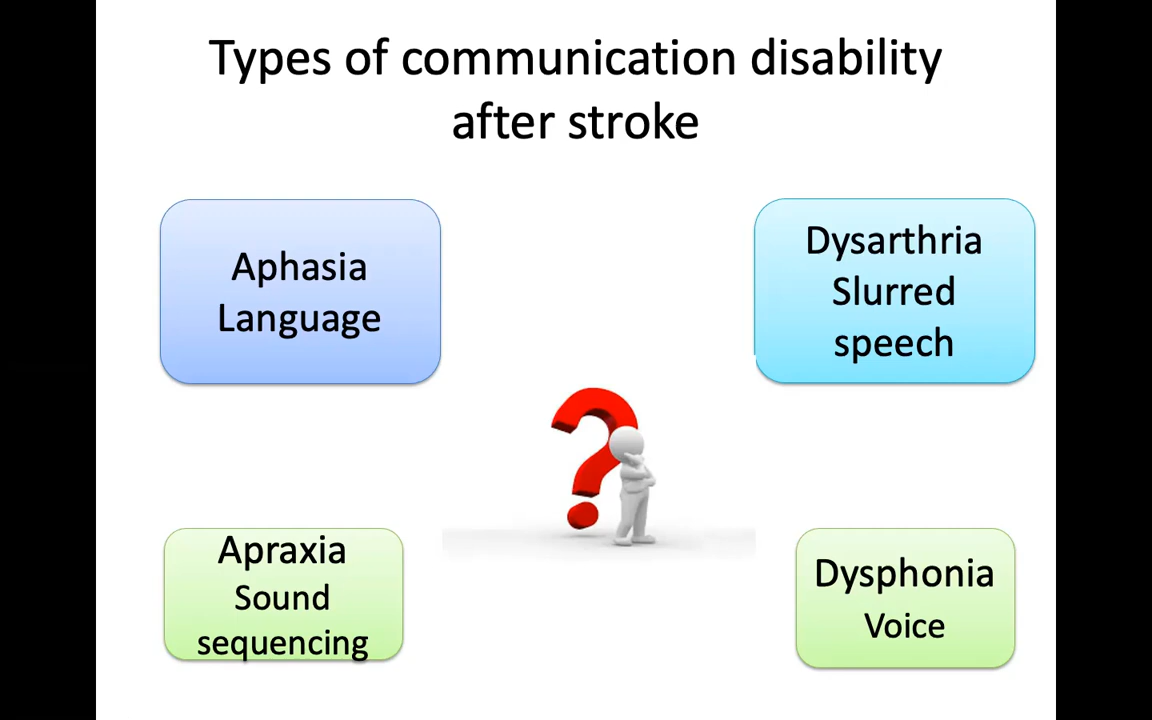 Types of communication disability
after stroke
Aphasia
Language
Dysarthria
Slurred
speech
Apraxia
Sound
sequencing
Dysphonia
Voice